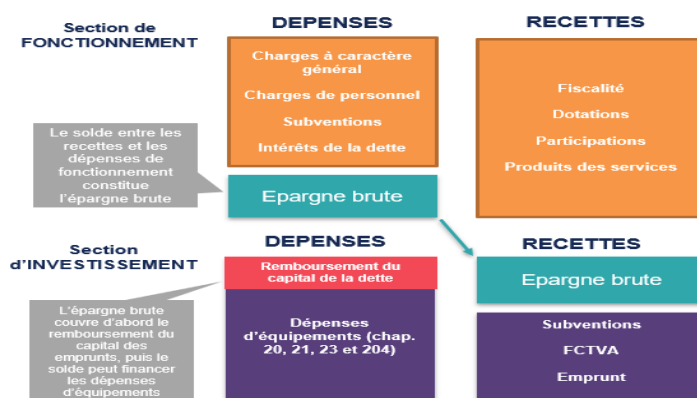 Section de
FONCTIONNEMENT
DEPENSES
Charges à caractère
général
Charges de personnel
Subventions
Intérêts de la dette
RECETTES
Fiscalité
Dotations
Participations
Produits des services
Le solde entre les
recettes et les
dépenses de
fonctionnement
constitue
l'épargne brute
Epargne brute
Section
d'INVESTISSEMENT
DEPENSES
Remboursement du
capital de la dette
Dépenses
d'équipements (chap.
20, 21, 23 et 204)
RECETTES
Epargne brute
Subventions
FCTVA
Emprunt
L'épargne brute
couvre d'abord le
remboursement du
capital des
emprunts, puis le
solde peut financer
les dépenses
d'équipements